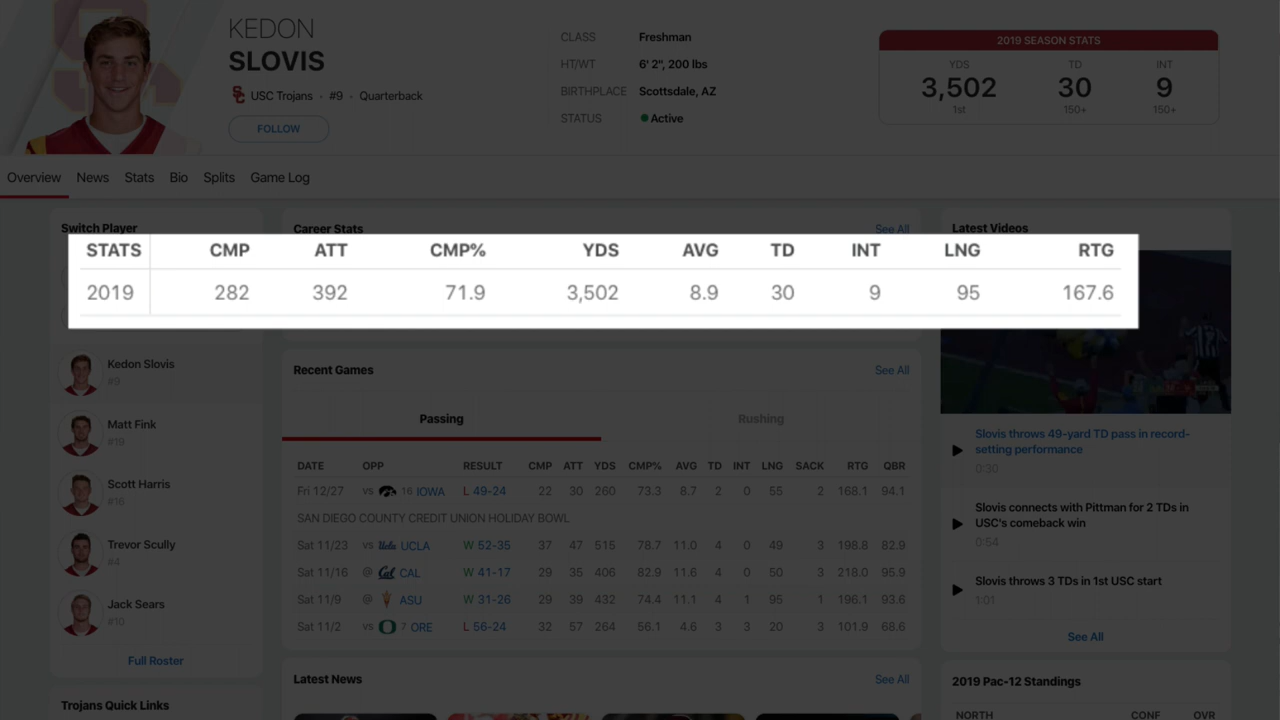 KEDON
SLOVIS
USC Trojans · #9 · Quarterback
FOLLOW
CLASS Freshman
HT/WT 6' 2", 200 lbs
BIRTHPLACE Scottsdale, AZ
STATUS Active
2019 SEASON STATS
YDS TD INT
3,502 30 9
1st 150+ 150+
Overview News Stats Bio Splits Game Log
Switch Player
Career Stats See All
Latest Videos
STATS CMP ATT CMP% YDS AVG TD INT LNG RTG
2019 282 392 71.9 3,502 8.9 30 9 95 167.6
Kedon Slovis
#9
Matt Fink
#19
Scott Harris
#16
Trevor Scully
#4
Jack Sears
#10
Full Roster
Trojans Quick Links
Recent Games See All
Passing Rushing
DATE OPP RESULT CMP ATT YDS CMP% AVG TD INT LNG SACK RTG QBR
Fri 12/27 vs 16 IOWA L 49-24 22 30 260 73.3 8.7 2 0 55 2 168.1 94.1
SAN DIEGO COUNTY CREDIT UNION HOLIDAY BOWL
Sat 11/23 vs Ucla UCLA W 52-35 37 47 515 78.7 11.0 4 0 49 3 198.8 82.9
Sat 11/16 @ Cal CAL W 41-17 29 35 406 82.9 11.6 4 0 50 3 218.0 95.9
Sat 11/9 @ ASU W 31-26 29 39 432 74.4 11.1 4 1 95 1 196.1 93.6
Sat 11/2 vs 7 ORE L 56-24 32 57 264 56.1 4.6 3 3 20 3 101.9 68.6
Latest News See All
Slovis throws 49-yard TD pass in record-
setting performance
0:30
Slovis connects with Pittman for 2 TDs in
USC's comeback win
0:54
Slovis throws 3 TDs in 1st USC start
1:01
See All
2019 Pac-12 Standings
NORTH CONF OVR